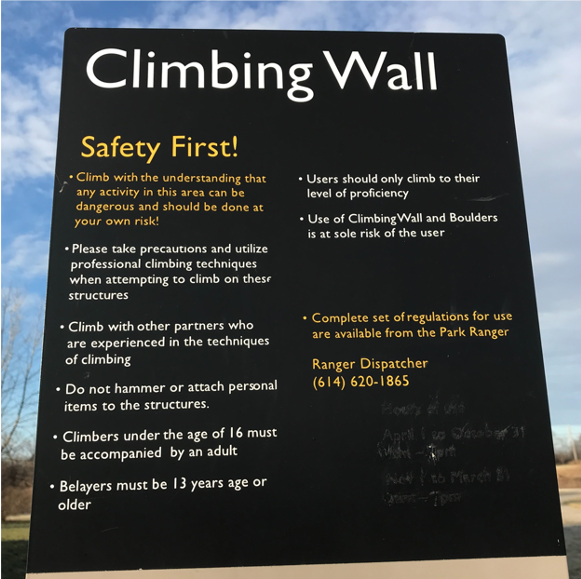 Climbing Wall
Safety First!
• Climb with the understanding that
any activity in this area can be
dangerous and should be done at
your own risk!
• Please take precautions and utilize
professional climbing techniques
when attempting to climb on these
structures
• Climb with other partners who
are experienced in the techniques
of climbing
• Do not hammer or attach personal
items to the structures.
• Climbers under the age of 16 must
be accompanied by an adult
• Belayers must be 13 years age or
older
• Users should only climb to their
level of proficiency
• Use of Climbing Wall and Boulders
is at sole risk of the user
• Complete set of regulations for use
are available from the Park Ranger
Ranger Dispatcher
(614) 620-1865
April 1 to October 31
Nov 1 to March 31